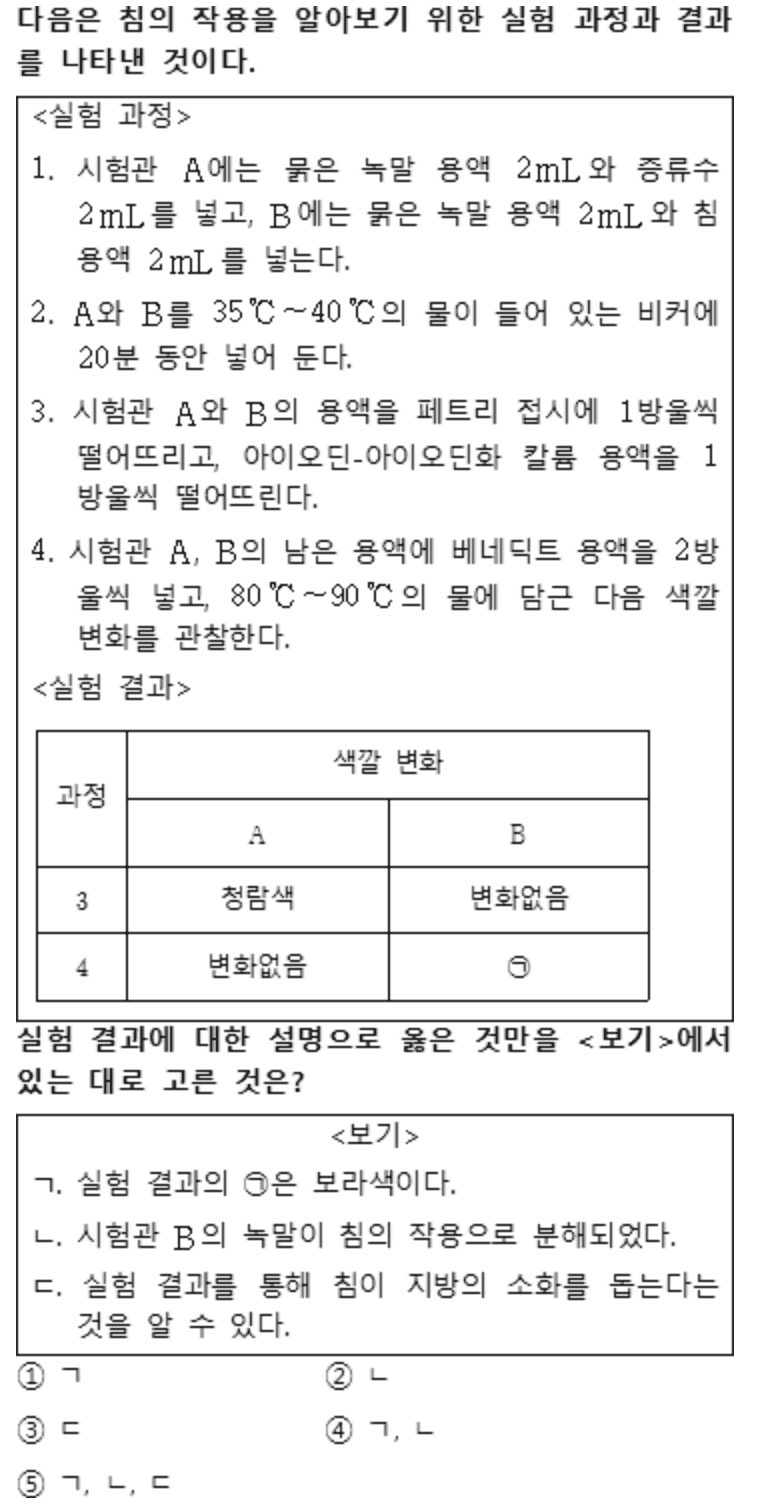 다음은 침의 작용을 알아보기 위한 실험 과정과 결과
를 나타낸 것이다.
<실험 과정>
1. 시험관 A에는 묽은 녹말 용액 2mL와 증류수
2mL를 넣고, B에는 묽은 녹말 용액 2mL와 침
용액 2mL를 넣는다.
2. A와 B를 35℃~40℃의 물이 들어 있는 비커에
20분 동안 넣어 둔다.
3. 시험관 A와 B의 용액을 페트리 접시에 1방울씩
떨어뜨리고, 아이오딘-아이오딘화 칼륨 용액을 1
방울씩 떨어뜨린다.
4. 시험관 A, B의 남은 용액에 베네딕트 용액을 2방
울씩 넣고, 80℃~90℃의 물에 담근 다음 색깔
변화를 관찰한다.
<실험 결과>
과정 색깔 변화
A B
3 청람색 변화없음
4 변화없음 ㉠
실험 결과에 대한 설명으로 옳은 것만을 <보기>에서
있는 대로 고른 것은?
<보기>
ㄱ. 실험 결과의 ㉠은 보라색이다.
ㄴ. 시험관 B의 녹말이 침의 작용으로 분해되었다.
ㄷ. 실험 결과를 통해 침이 지방의 소화를 돕는다는
것을 알 수 있다.
① ㄱ ② ㄴ
③ ㄷ ④ ㄱ, ㄴ
⑤ ㄱ, ㄴ, ㄷ